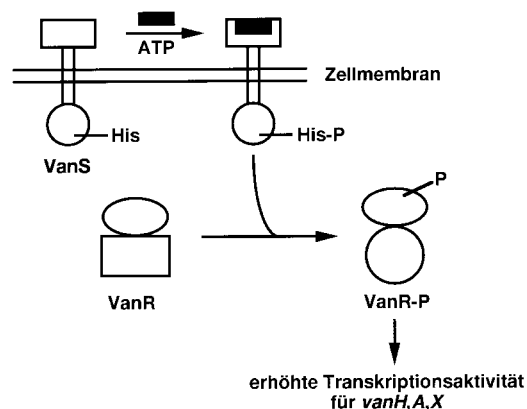 ATP
Zellmembran
His
His-P
VanS
P
VanR
VanR-P
erhöhte Transkriptionsaktivität
für vanH,A,X